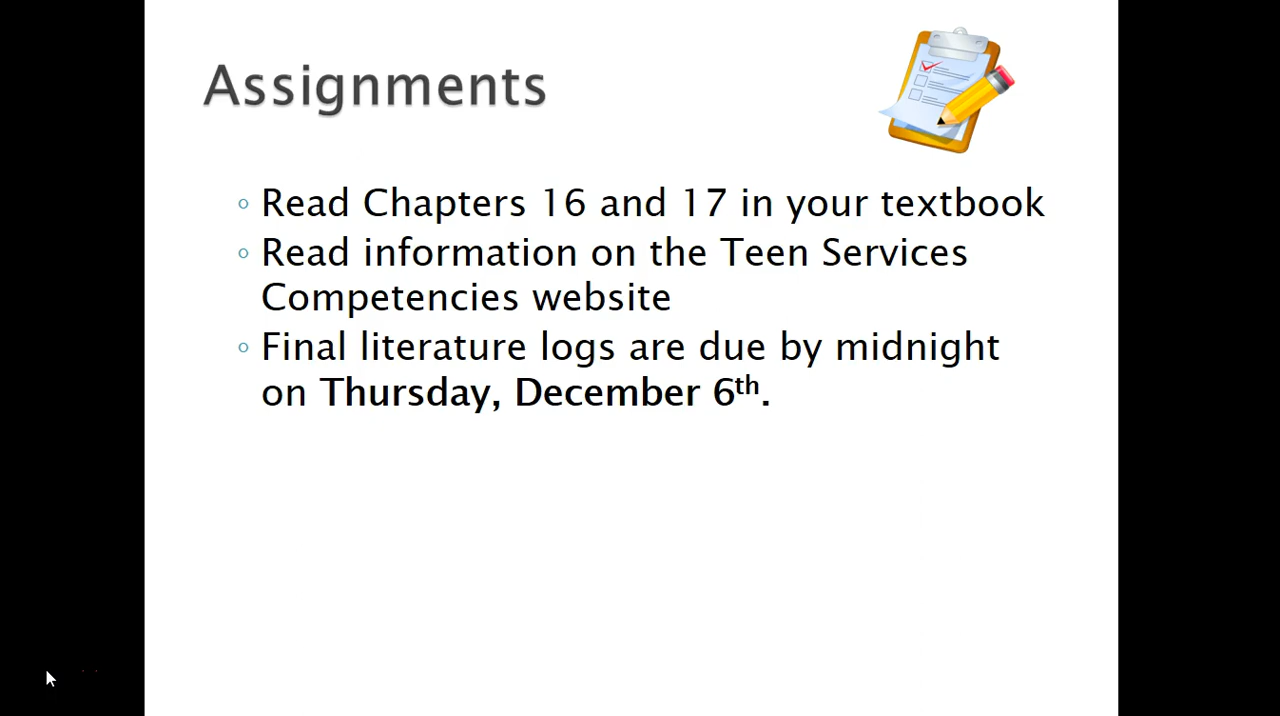 Assignments
◦ Read Chapters 16 and 17 in your textbook
◦ Read information on the Teen Services
Competencies website
◦ Final literature logs are due by midnight
on Thursday, December 6th.